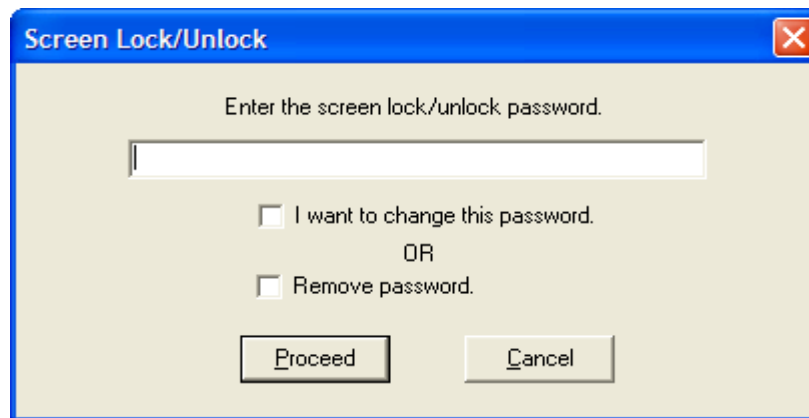 Screen Lock/Unlock
Enter the screen lock/unlock password.
I want to change this password.
OR
Remove password.
Proceed Cancel